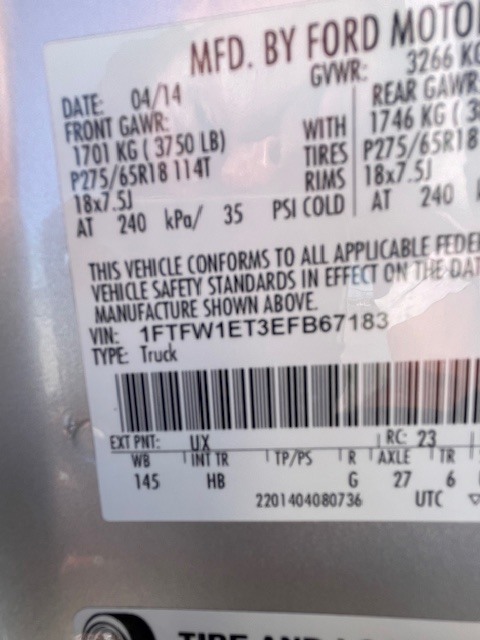 MFD. BY FORD MOTO
DATE: 04/14 GVWR: 3266 KG
FRONT GAWR: REAR GAWR
1701 KG ( 3750 LB) WITH 1746 KG ( 3
P275/65R18 114T TIRES P275/65R18
18x7.5J RIMS 18x7.5J
AT 240 kPa/ 35 PSI COLD AT 240
THIS VEHICLE CONFORMS TO ALL APPLICABLE FEDE
VEHICLE SAFETY STANDARDS IN EFFECT ON THE DAT
MANUFACTURE SHOWN ABOVE.
VIN: 1FTFW1ET3EFB67183
TYPE: Truck
EXT PNT: UX RC: 23
WB INT TR TP/PS R AXLE TR
145 HB G 27 6
2201404080736 UTC
TIRE AND